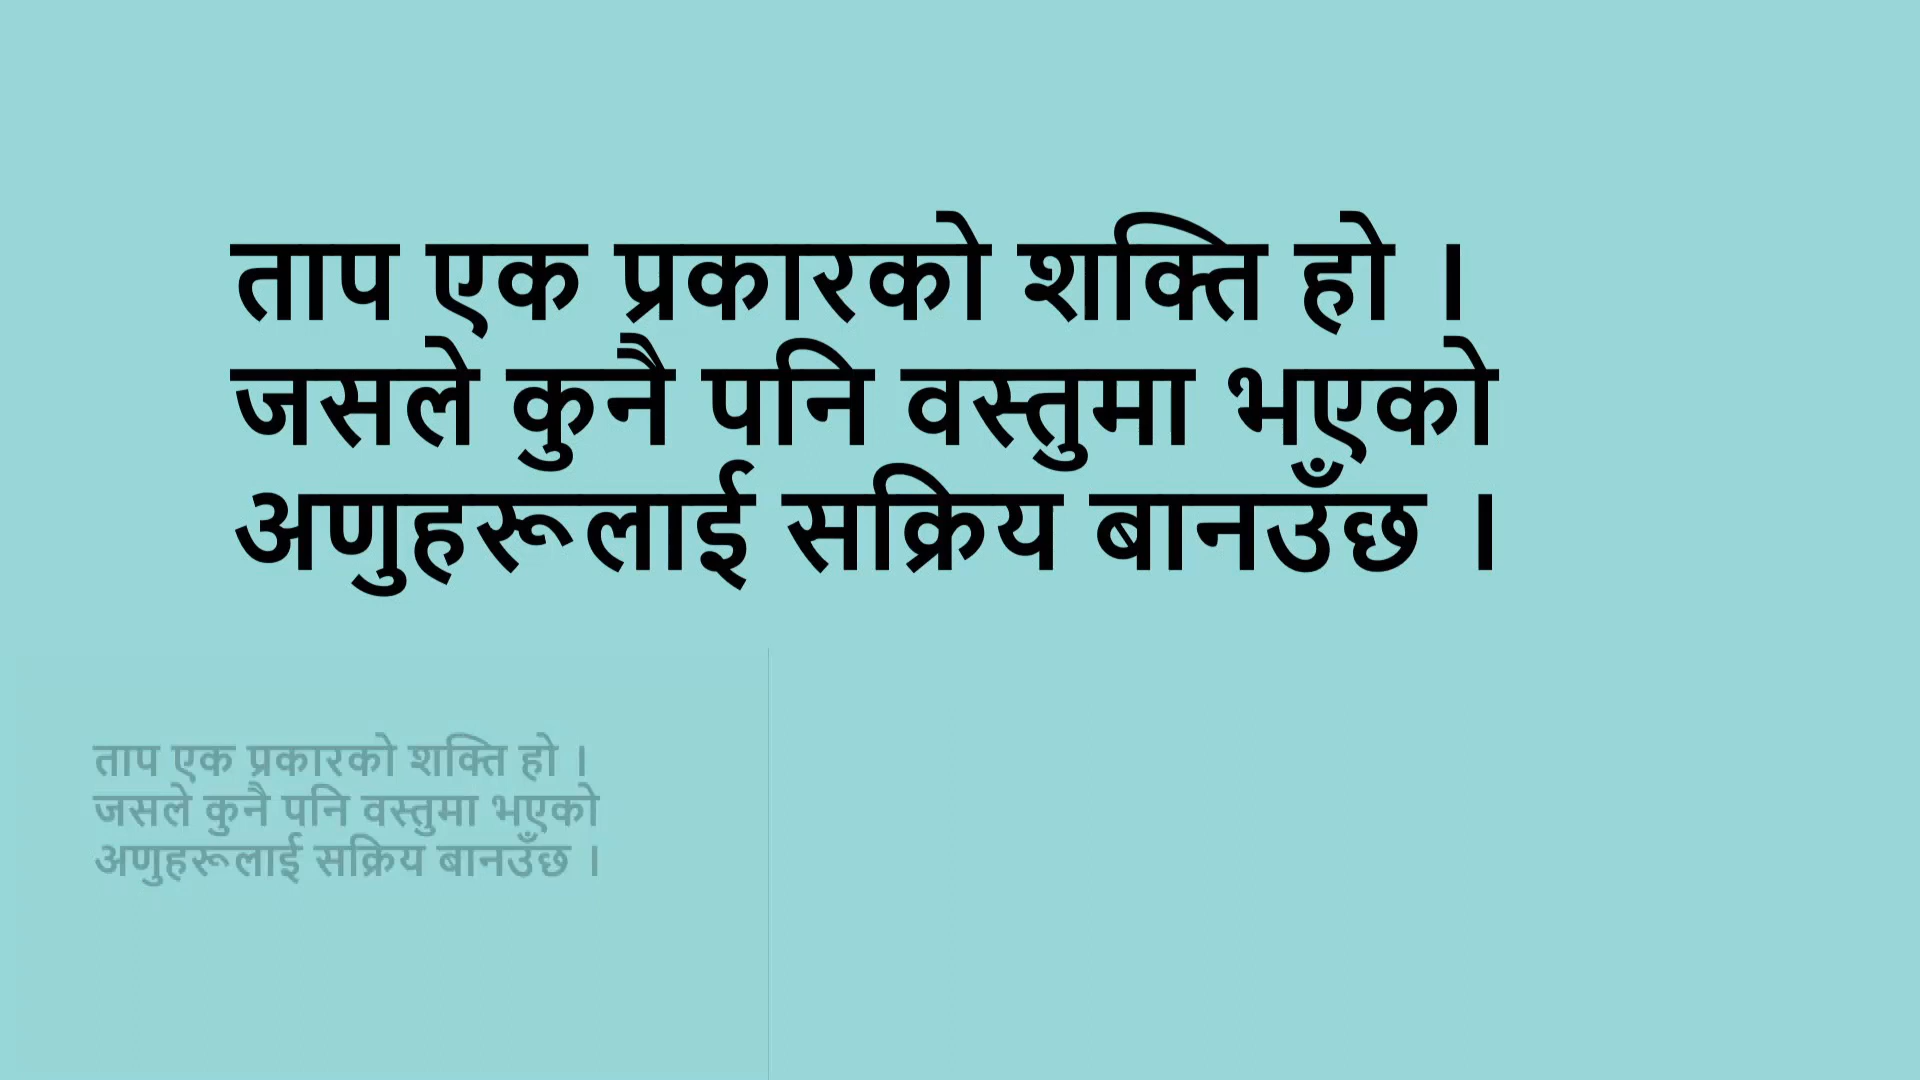 ताप एक प्रकारको शक्ति हो ।
जसले कुनै पनि वस्तुमा भएको
अणुहरूलाई सक्रिय बानउँछ ।
ताप एक प्रकारको शक्ति हो ।
जसले कुनै पनि वस्तुमा भएको
अणुहरूलाई सक्रिय बानउँछ ।